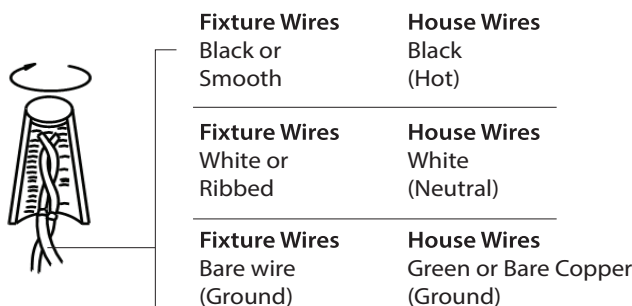 Fixture Wires House Wires
Black or Black
Smooth (Hot)
Fixture Wires House Wires
White or White
Ribbed (Neutral)
Fixture Wires House Wires
Bare wire Green or Bare Copper
(Ground) (Ground)